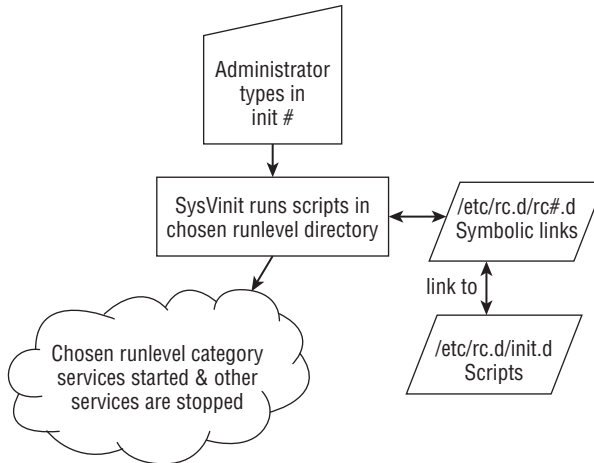 Administrator
types in
init #
SysVinit runs scripts in
chosen runlevel directory
/etc/rc.d/rc#.d
Symbolic links
link to
/etc/rc.d/init.d
Scripts
Chosen runlevel category
services started & other
services are stopped